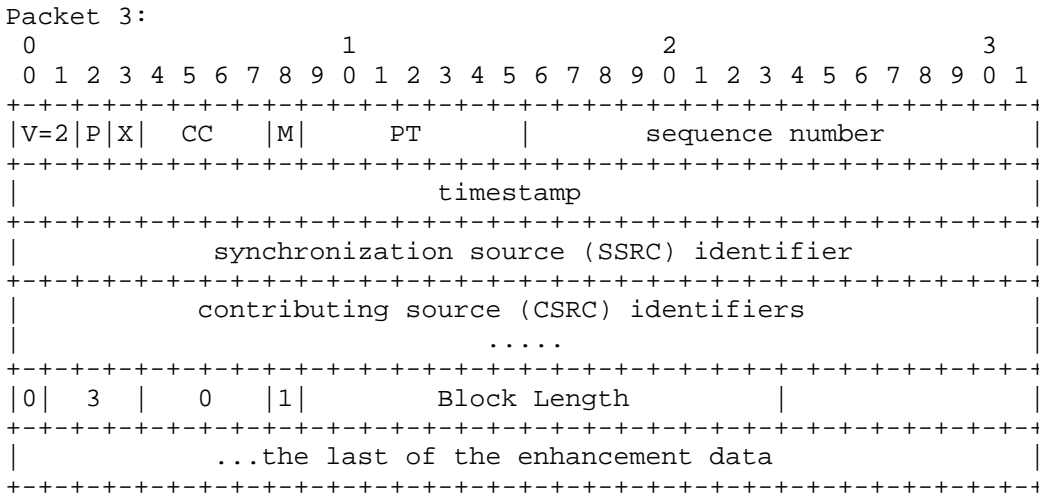 Packet 3:
 0                   1                   2                   3
 0 1 2 3 4 5 6 7 8 9 0 1 2 3 4 5 6 7 8 9 0 1 2 3 4 5 6 7 8 9 0 1
+-+-+-+-+-+-+-+-+-+-+-+-+-+-+-+-+-+-+-+-+-+-+-+-+-+-+-+-+-+-+-+-+
|V=2|P|X|  CC   |M|     PT      |       sequence number         |
+-+-+-+-+-+-+-+-+-+-+-+-+-+-+-+-+-+-+-+-+-+-+-+-+-+-+-+-+-+-+-+-+
|                          timestamp                            |
+-+-+-+-+-+-+-+-+-+-+-+-+-+-+-+-+-+-+-+-+-+-+-+-+-+-+-+-+-+-+-+-+
|            synchronization source (SSRC) identifier           |
+-+-+-+-+-+-+-+-+-+-+-+-+-+-+-+-+-+-+-+-+-+-+-+-+-+-+-+-+-+-+-+-+
|           contributing source (CSRC) identifiers              |
|                             .....                             |
+-+-+-+-+-+-+-+-+-+-+-+-+-+-+-+-+-+-+-+-+-+-+-+-+-+-+-+-+-+-+-+-+
|0|  3  |   0   |1|        Block Length         |               |
+-+-+-+-+-+-+-+-+-+-+-+-+-+-+-+-+-+-+-+-+-+-+-+-+-+-+-+-+-+-+-+-+
|            ...the last of the enhancement data                |
+-+-+-+-+-+-+-+-+-+-+-+-+-+-+-+-+-+-+-+-+-+-+-+-+-+-+-+-+-+-+-+-+